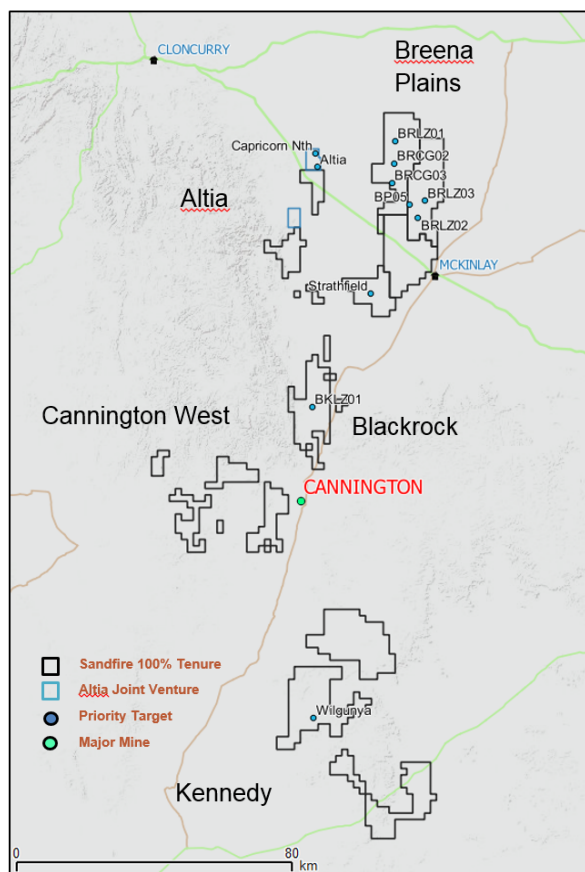 CLONCURRY
Breena
Plains
BRLZ01
Capricorn Nth
Altia
BRCG02
BRCG03
Altia
BP05
BRLZ03
BRLZ02
MCKINLAY
Strathfield
BKLZ01
Cannington West
Blackrock
CANNINGTON
Sandfire 100% Tenure
Altia Joint Venture
Priority Target
Major Mine
Wilgunya
Kennedy
0
80
km